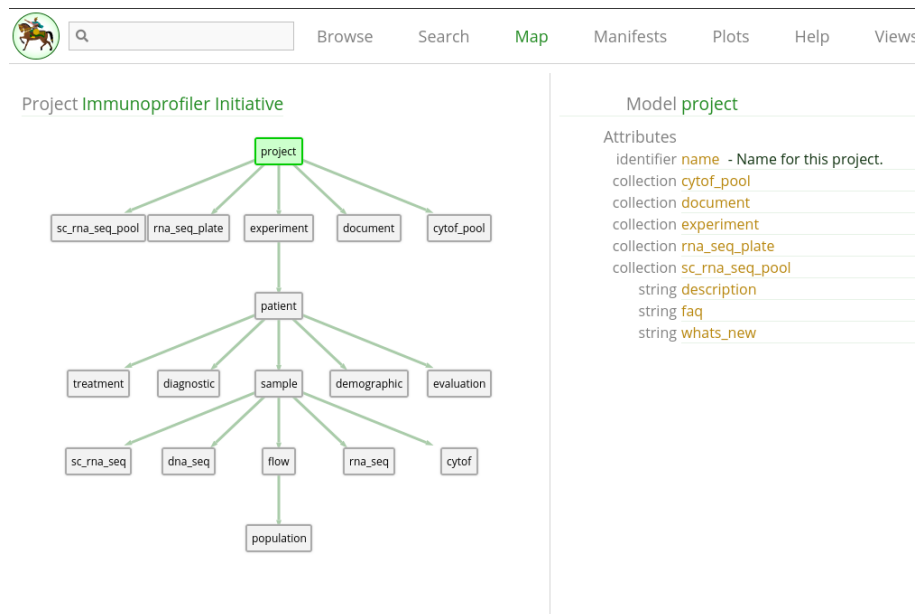 Browse Search Map Manifests Plots Help Views
Project Immunoprofiler Initiative
project
sc_rna_seq_pool rna_seq_plate experiment document cytof_pool
patient
treatment diagnostic sample demographic evaluation
sc_rna_seq dna_seq flow rna_seq cytof
population
Model project
Attributes
identifier name - Name for this project.
collection cytof_pool
collection document
collection experiment
collection rna_seq_plate
collection sc_rna_seq_pool
string description
string faq
string whats_new